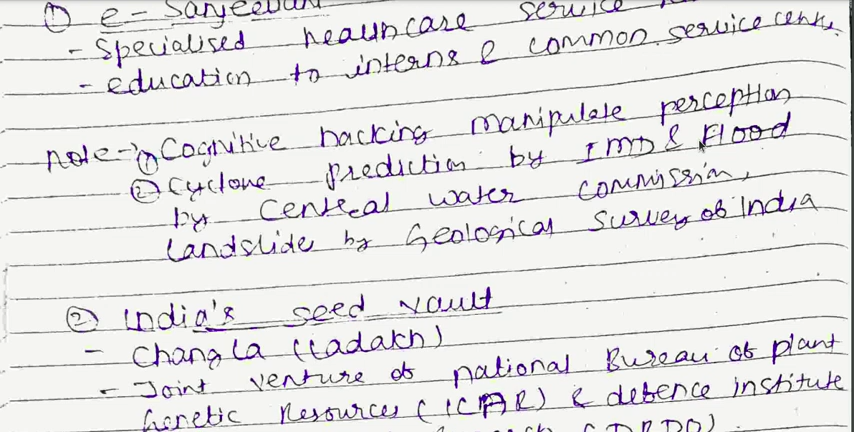 ① e-Sanjeevani service
- Specialised healthcare
- education to interns & common service centre.
note-:① Cognitive hacking manipulate perception
② Cyclone prediction by IMD & Flood
by Central water commission,
landslide by Geological Survey of India
② India's seed vault
- Chang La (Ladakh)
- Joint venture of national Bureau of plant
Genetic Resources (ICAR) & defence institute
(DRDO).